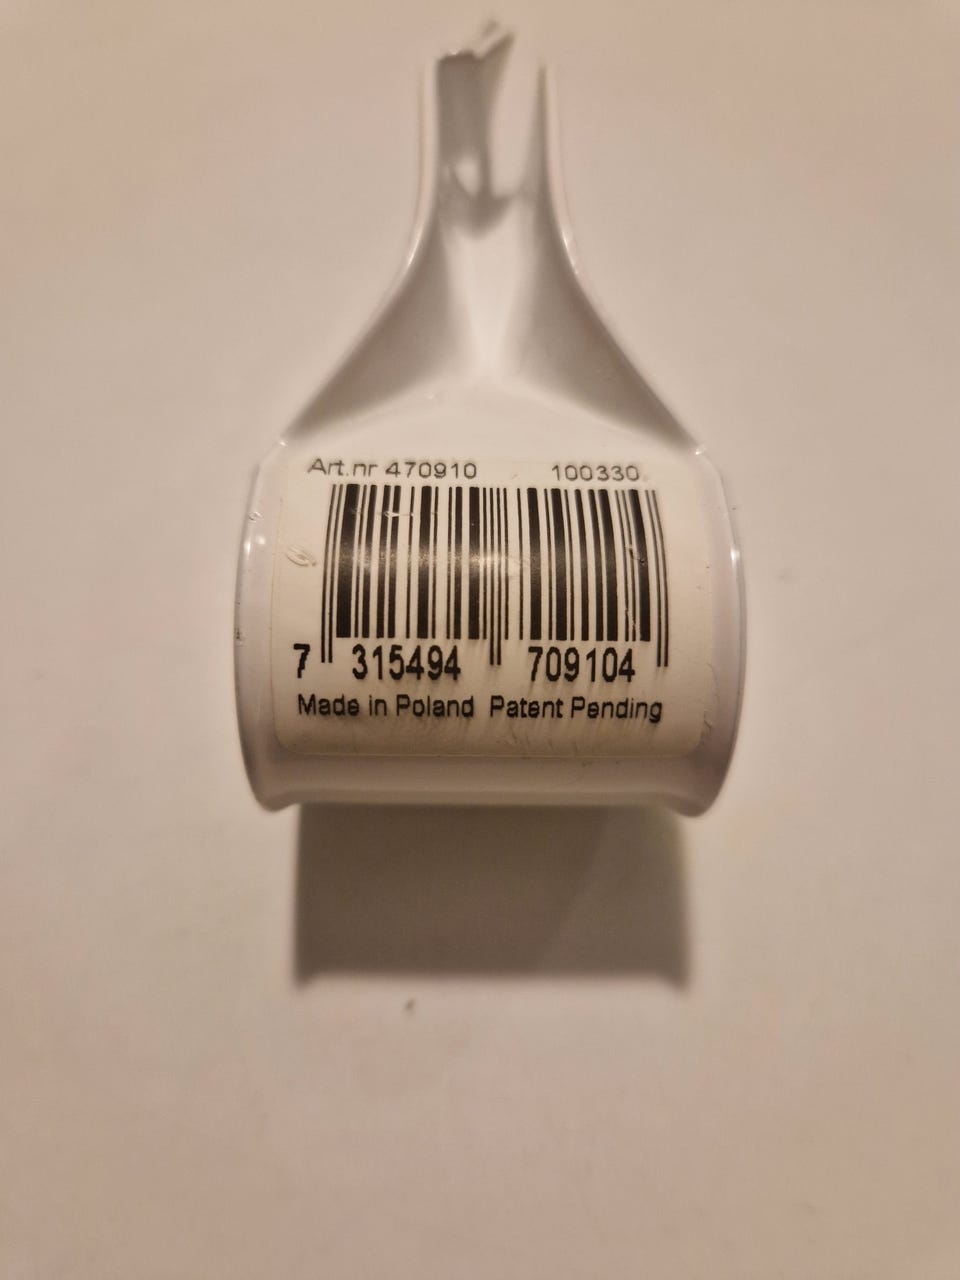 Art.nr 470910 100330
7 315494 709104
Made in Poland Patent Pending